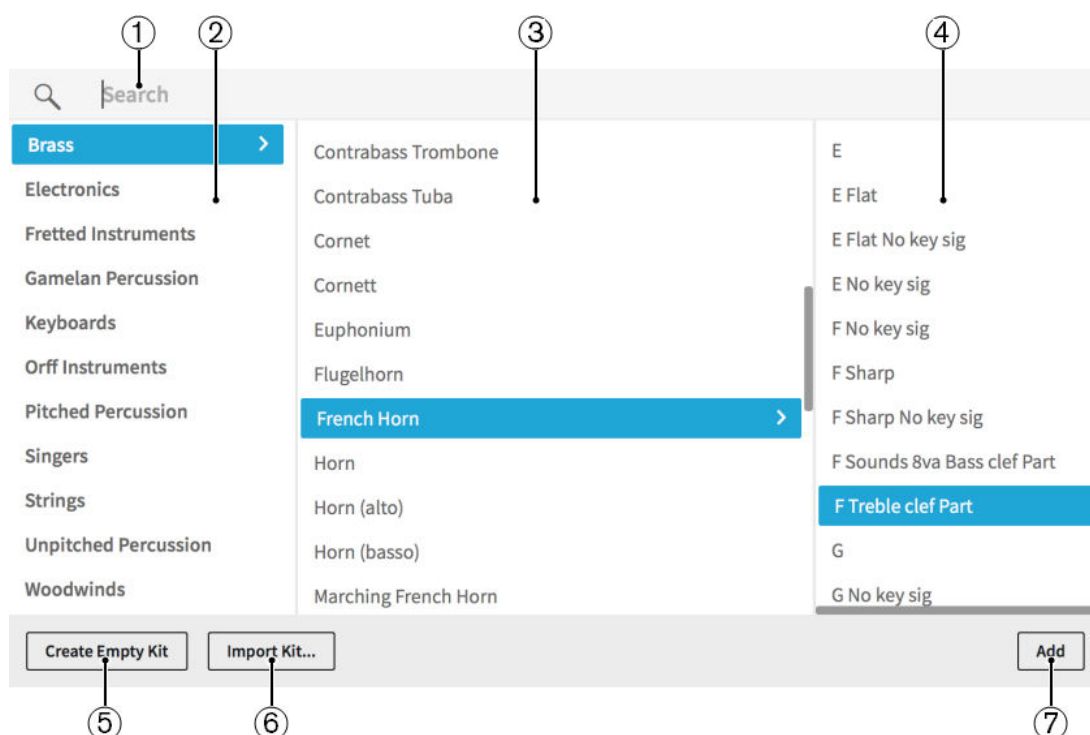 ① ② ③ ④
Search
Brass
Electronics
Fretted Instruments
Gamelan Percussion
Keyboards
Orff Instruments
Pitched Percussion
Singers
Strings
Unpitched Percussion
Woodwinds
Contrabass Trombone
Contrabass Tuba
Cornet
Cornett
Euphonium
Flugelhorn
French Horn
Horn
Horn (alto)
Horn (basso)
Marching French Horn
E
E Flat
E Flat No key sig
E No key sig
F No key sig
F Sharp
F Sharp No key sig
F Sounds 8va Bass clef Part
F Treble clef Part
G
G No key sig
Create Empty Kit
Import Kit...
Add
⑤ ⑥ ⑦